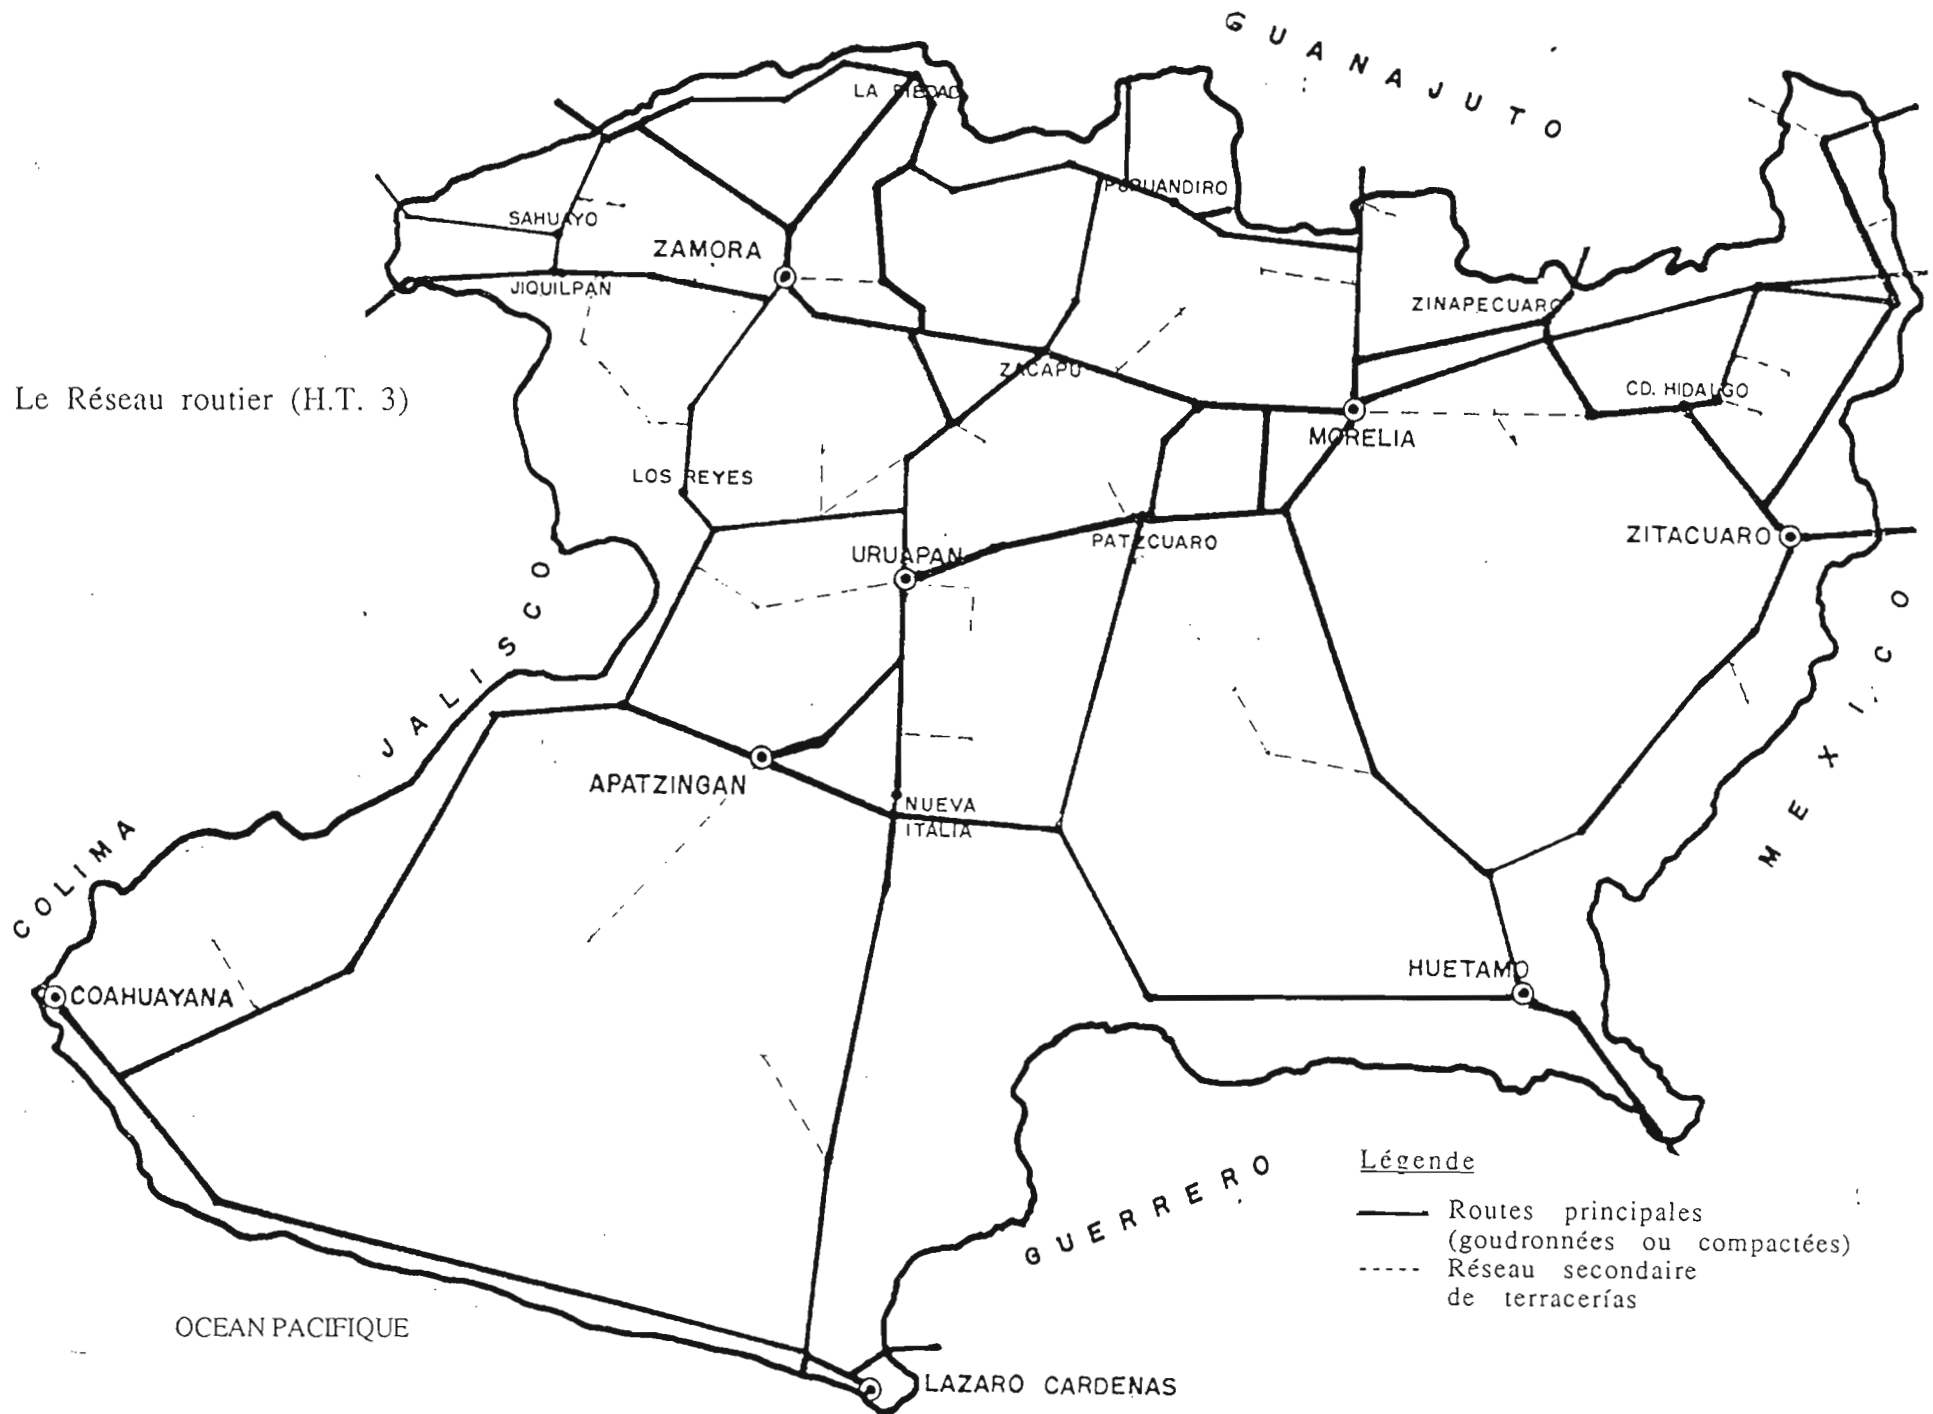 GUANAJUTO
LA PIEDAD
PURUANDIRO
SAHUAYO
ZAMORA
JIQUILPAN
ZINAPECUARO
ZACAPU
CD. HIDALGO
Le Réseau routier (H.T. 3)
MORELIA
LOS REYES
ZITACUARO
PATZCUARO
URUAPAN
JALISCO
MEXICO
APATZINGAN
NUEVA
ITALIA
COLIMA
HUETAMO
COAHUAYANA
GUERRERO
Légende
Routes principales
(goudronnées ou compactées)
Réseau secondaire
de terracerías
OCEAN PACIFIQUE
LAZARO CARDENAS